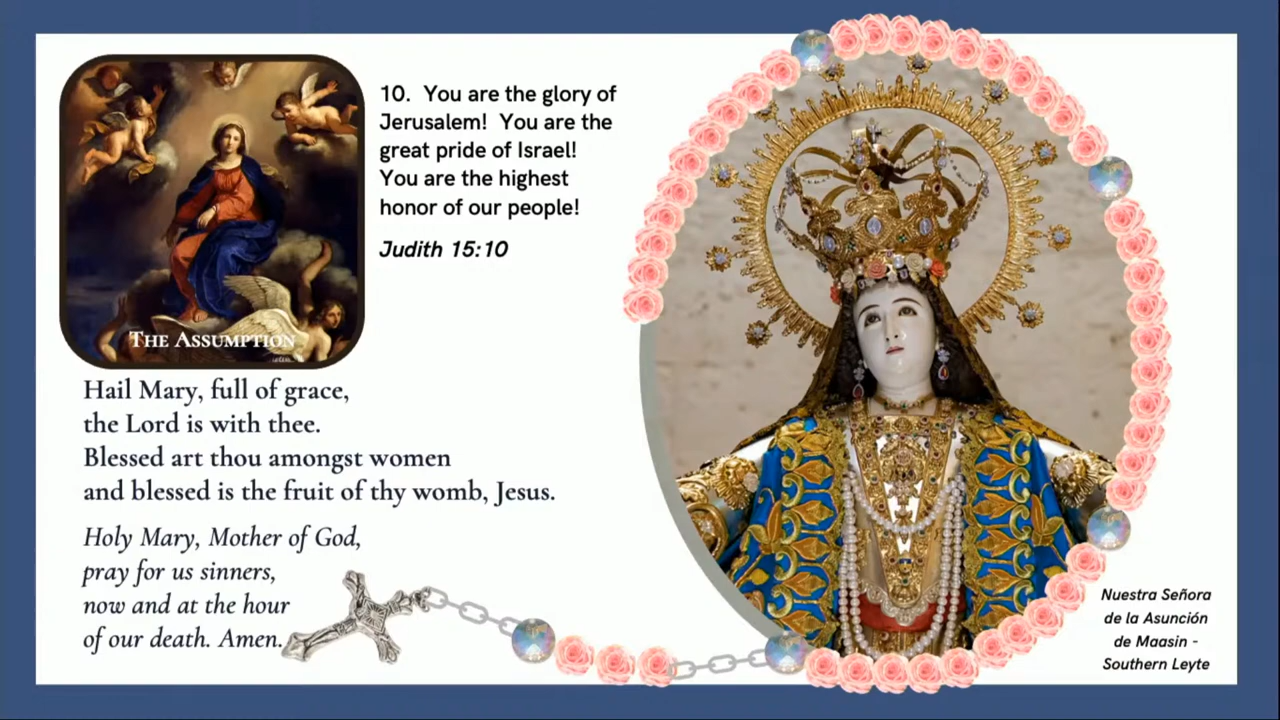 THE ASSUMPTION
10. You are the glory of
Jerusalem! You are the
great pride of Israel!
You are the highest
honor of our people!
Judith 15:10
Hail Mary, full of grace,
the Lord is with thee.
Blessed art thou amongst women
and blessed is the fruit of thy womb, Jesus.
Holy Mary, Mother of God,
pray for us sinners,
now and at the hour
of our death. Amen.
Nuestra Señora
de la Asunción
de Maasin -
Southern Leyte